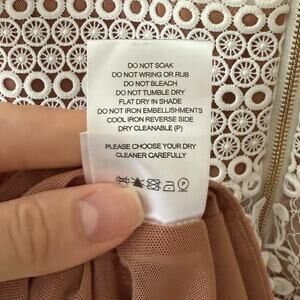 DO NOT SOAK
DO NOT WRING OR RUB
DO NOT BLEACH
DO NOT TUMBLE DRY
FLAT DRY IN SHADE
DO NOT IRON EMBELLISHMENTS
COOL IRON REVERSE SIDE
DRY CLEANABLE (P)
PLEASE CHOOSE YOUR DRY
CLEANER CAREFULLY
P